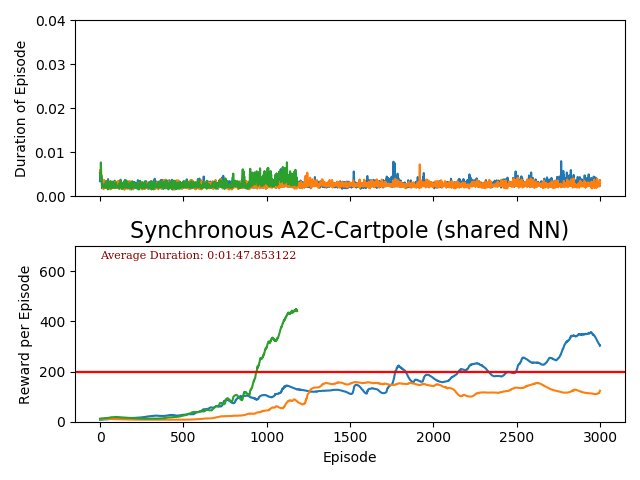 0.04
0.03
0.02
0.01
0.00
Duration of Episode
Synchronous A2C-Cartpole (shared NN)
Average Duration: 0:01:47.853122
600
400
200
0
Reward per Episode
0 500 1000 1500 2000 2500 3000
Episode